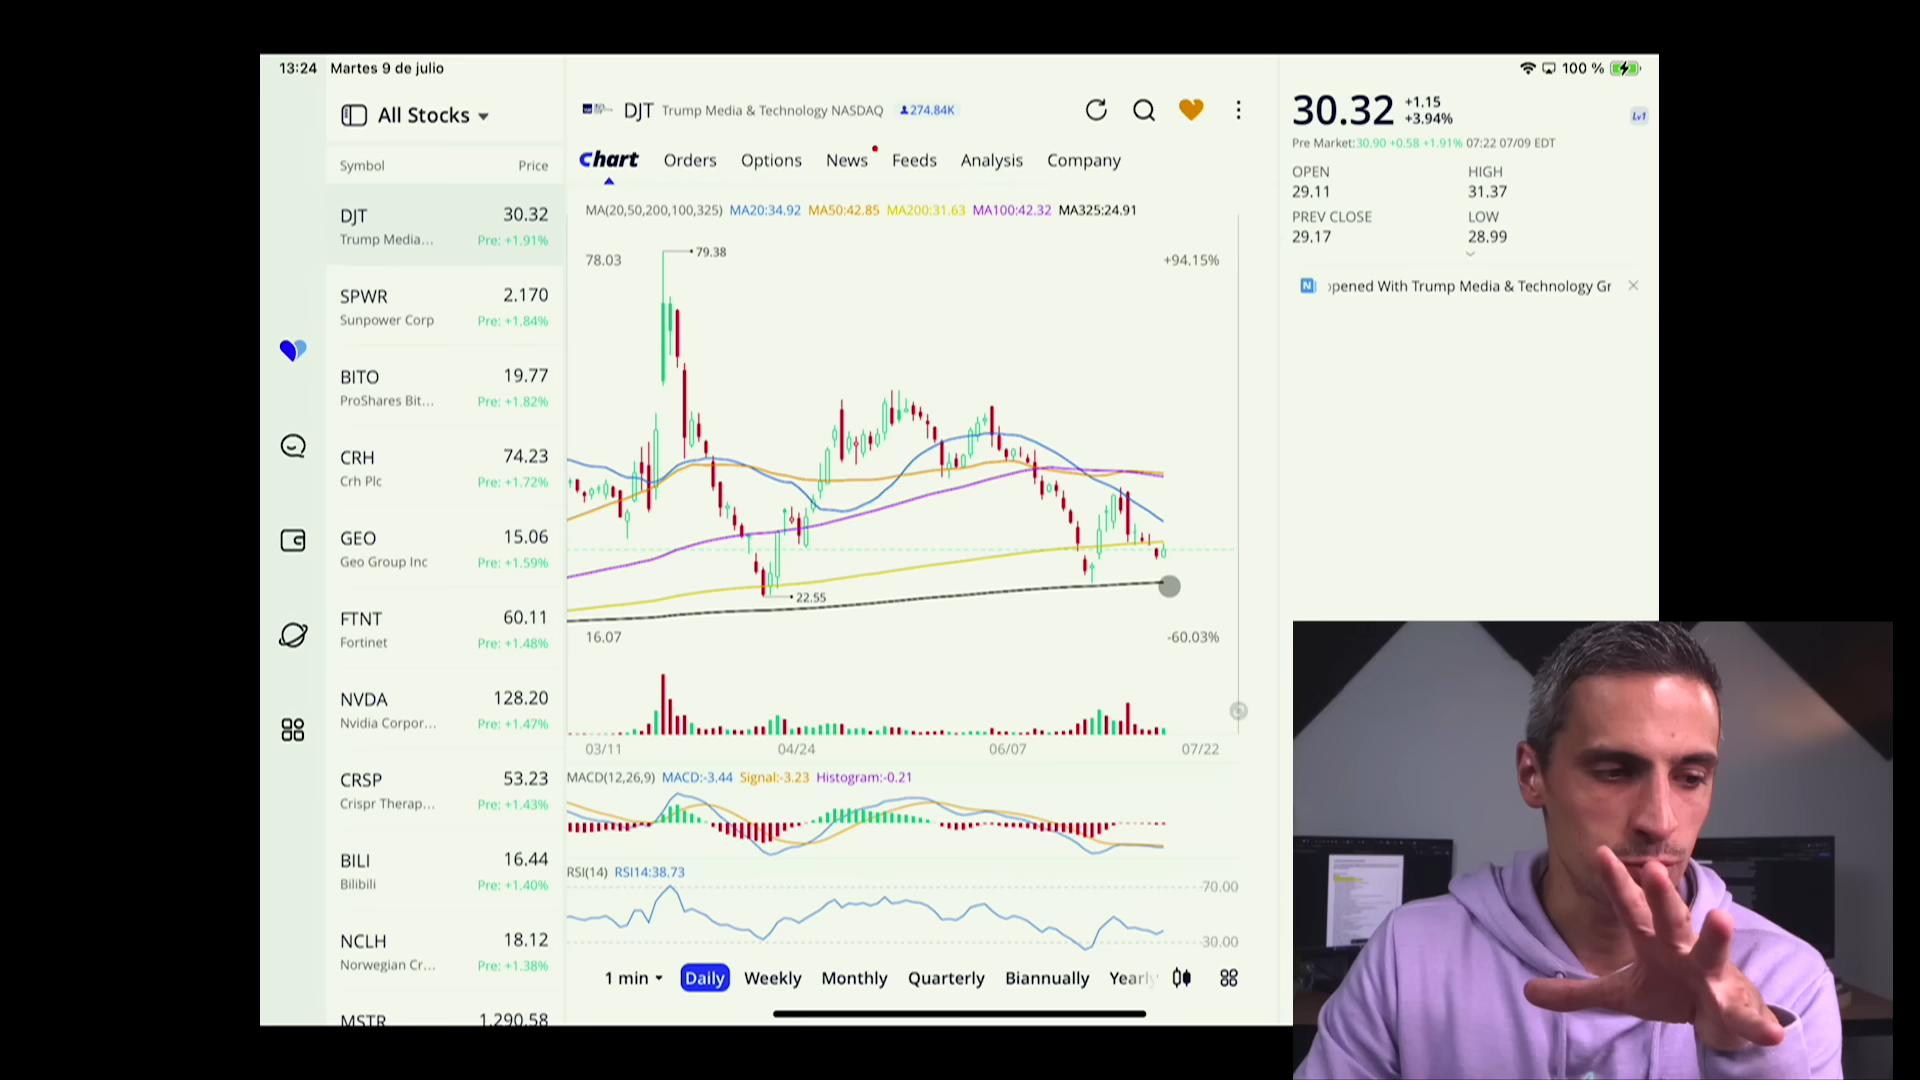 13:24 Martes 9 de julio
100 %
All Stocks
Symbol Price
DJT 30.32
Trump Media... Pre: +1.91%
SPWR 2.170
Sunpower Corp Pre: +1.84%
BITO 19.77
ProShares Bit... Pre: +1.82%
CRH 74.23
Crh Plc Pre: +1.72%
GEO 15.06
Geo Group Inc Pre: +1.59%
FTNT 60.11
Fortinet Pre: +1.48%
NVDA 128.20
Nvidia Corpor... Pre: +1.47%
CRSP 53.23
Crispr Therap... Pre: +1.43%
BILI 16.44
Bilibili Pre: +1.40%
NCLH 18.12
Norwegian Cr... Pre: +1.38%
MSTR 1,290.58
DJT Trump Media & Technology NASDAQ 274.84K
Chart Orders Options News Feeds Analysis Company
MA(20,50,200,100,325) MA20:34.92 MA50:42.85 MA200:31.63 MA100:42.32 MA325:24.91
79.38
78.03 +94.15%
22.55
16.07 -60.03%
03/11 04/24 06/07 07/22
MACD(12,26,9) MACD:-3.44 Signal:-3.23 Histogram:-0.21
RSI(14) RSI14:38.73
70.00
30.00
1 min Daily Weekly Monthly Quarterly Biannually Yearly
30.32 +1.15
+3.94%
Lv1
Pre Market:30.90 +0.58 +1.91% 07:22 07/09 EDT
OPEN HIGH
29.11 31.37
PREV CLOSE LOW
29.17 28.99
N pened With Trump Media & Technology Gr